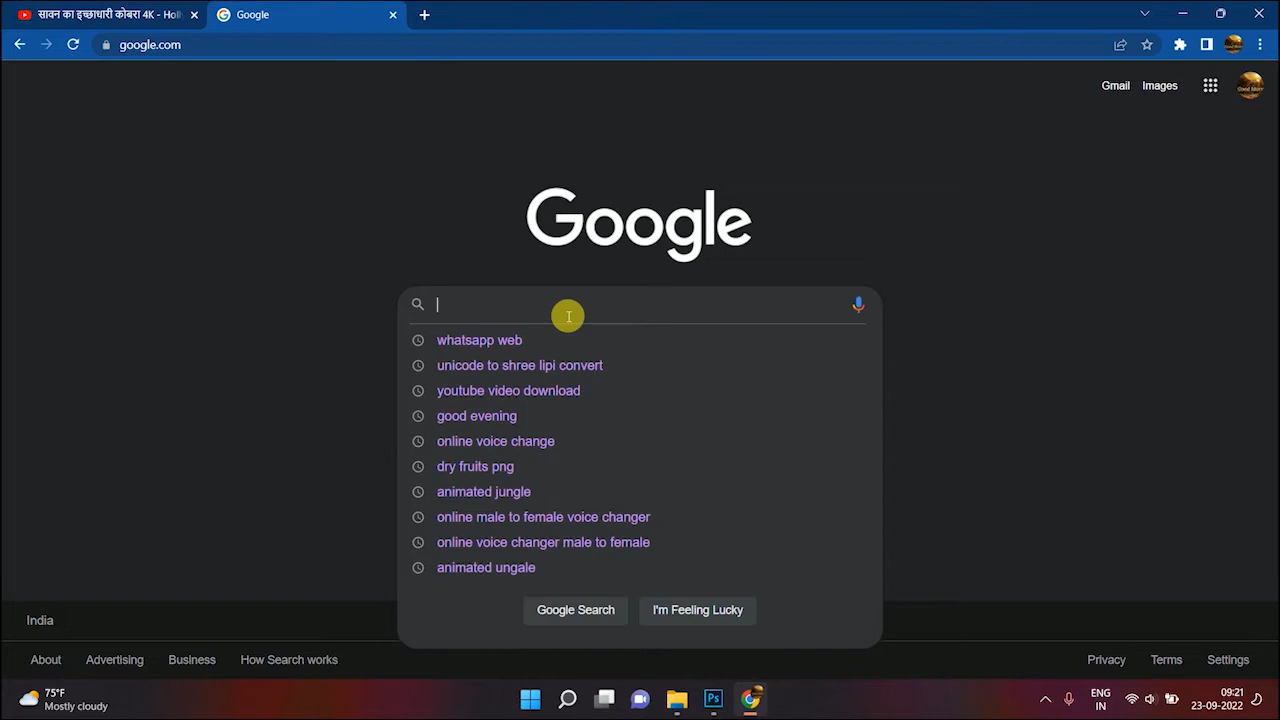 सावन का इच्छाधारी कोबरा 4K - Holl
Google
google.com
Gmail Images
Google
whatsapp web
unicode to shree lipi convert
youtube video download
good evening
online voice change
dry fruits png
animated jungle
online male to female voice changer
online voice changer male to female
animated ungale
Google Search I'm Feeling Lucky
India
About Advertising Business How Search works Privacy Terms Settings
75°F
Mostly cloudy
Ps
ENG
IN
09:21
23-09-2022